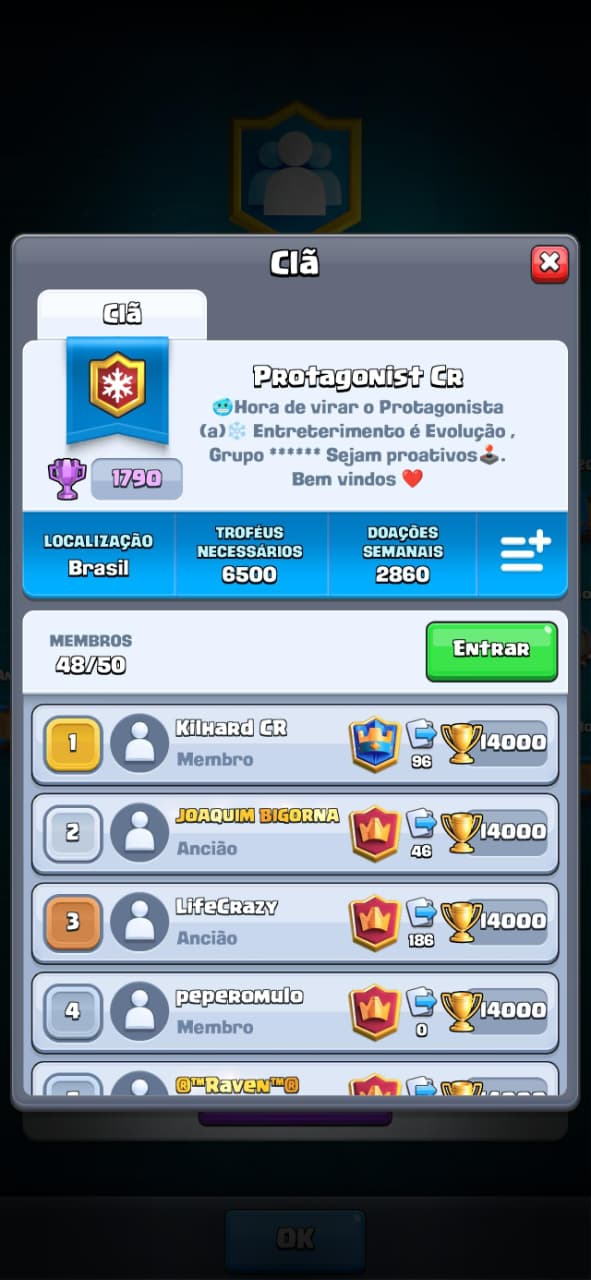 Clã
Clã
Protagonist Cr
🥶Hora de virar o Protagonista
(a)❄️ Entreterimento é Evolução ,
Grupo ****** Sejam proativos🕹️.
Bem vindos ❤️
1790
LOCALIZAÇÃO
Brasil
TROFÉUS
NECESSÁRIOS
6500
DOAÇÕES
SEMANAIS
2860
MEMBROS
48/50
Entrar
1
Kilhard CR
Membro
96
14000
2
JOAQUIM BIGORNA
Ancião
46
14000
3
LifeCrazy
Ancião
186
14000
4
peperomulo
Membro
0
14000
®™Raven™®
OK